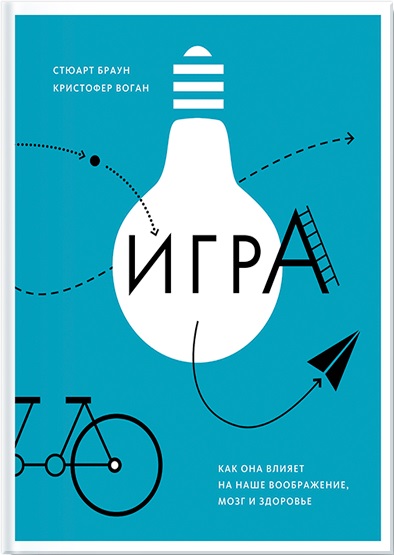 СТЮАРТ БРАУН
КРИСТОФЕР ВОГАН
ИГРА
КАК ОНА ВЛИЯЕТ
НА НАШЕ ВООБРАЖЕНИЕ,
МОЗГ И ЗДОРОВЬЕ